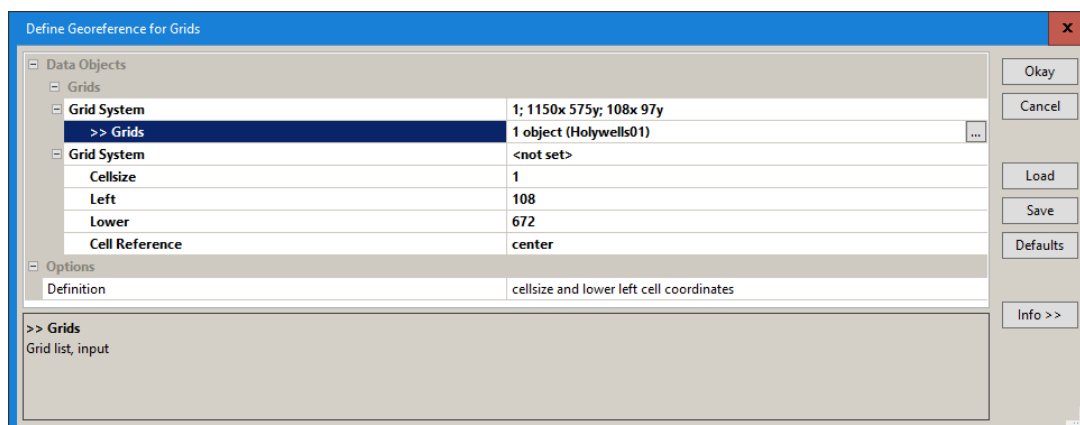 Define Georeference for Grids
x
Data Objects
Grids
Grid System 1; 1150x 575y; 108x 97y
>> Grids 1 object (Holywells01) ...
Grid System <not set>
Cellsize 1
Left 108
Lower 672
Cell Reference center
Options
Definition cellsize and lower left cell coordinates
>> Grids
Grid list, input
Okay
Cancel
Load
Save
Defaults
Info >>